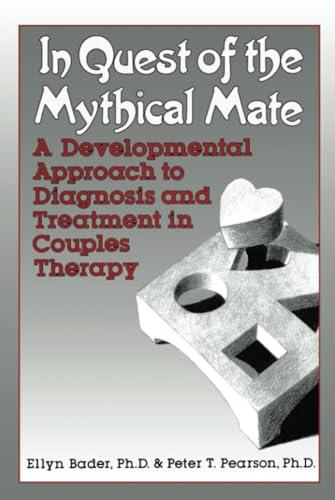 In Quest of the
Mythical Mate
A Developmental
Approach to
Diagnosis and
Treatment in
Couples
Therapy
Ellyn Bader, Ph.D. & Peter T. Pearson, Ph.D.